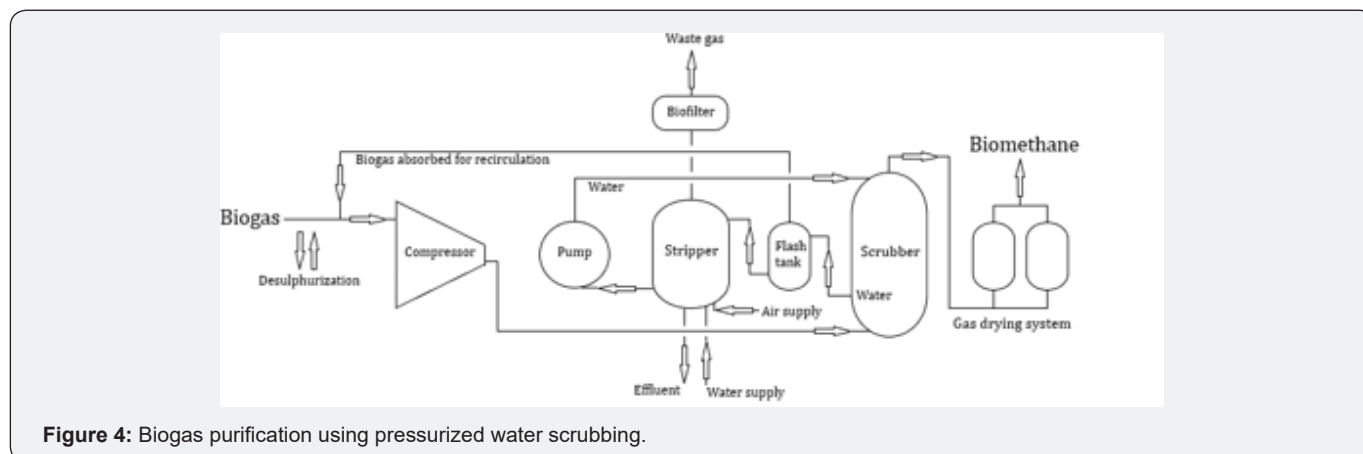 Waste gas
Biofilter
Biogas absorbed for recirculation
Biomethane
Water
Biogas
Compressor
Pump
Stripper
Flash
tank
Scrubber
Desulphurization
Water
Air supply
Gas drying system
Effluent
Water supply
Figure 4: Biogas purification using pressurized water scrubbing.